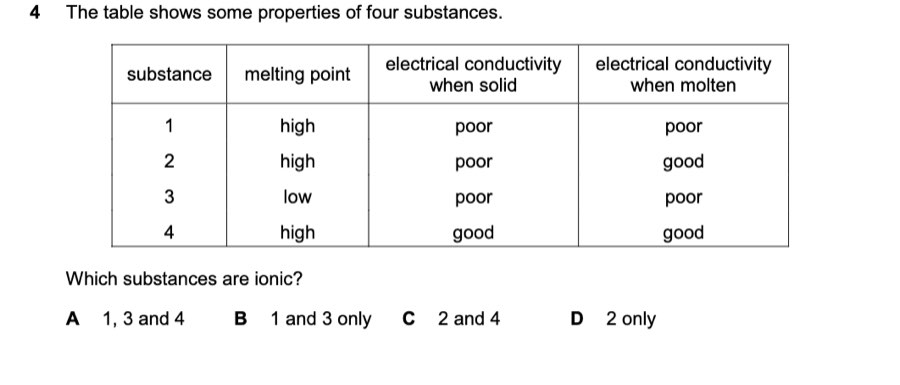 4 The table shows some properties of four substances.
substance melting point electrical conductivity when solid electrical conductivity when molten
1 high poor poor
2 high poor good
3 low poor poor
4 high good good
Which substances are ionic?
A 1, 3 and 4 B 1 and 3 only C 2 and 4 D 2 only